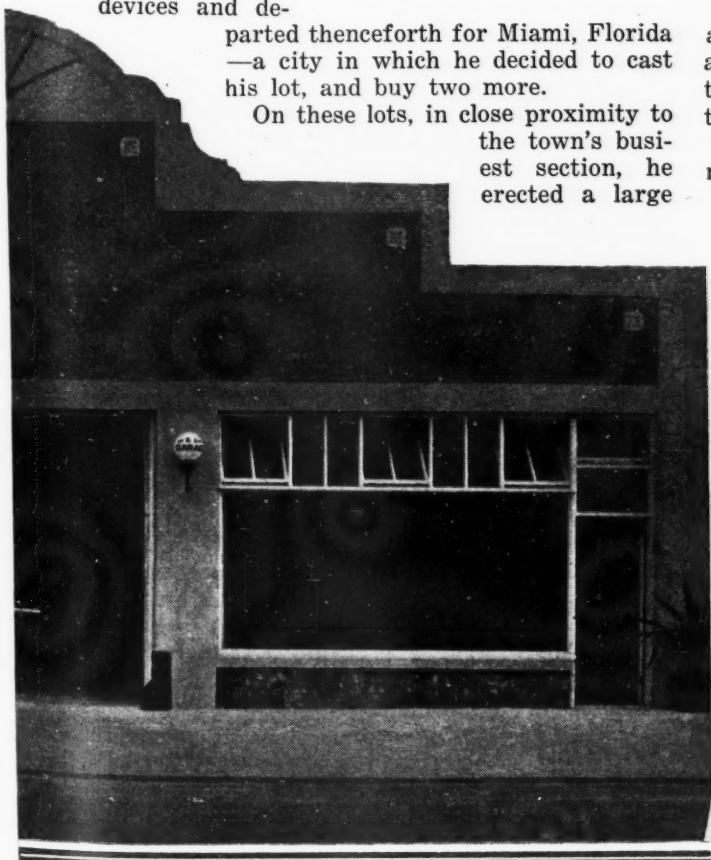 devices and de-
parted thenceforth for Miami, Florida
—a city in which he decided to cast
his lot, and buy two more.
On these lots, in close proximity to
the town's busi-
est section, he
erected a large
GARAGE